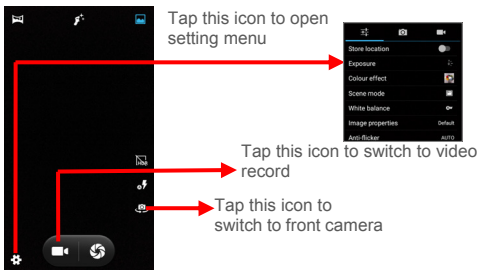 Tap this icon to open
setting menu
Store location
Exposure
Colour effect
Scene mode
White balance
Image properties Default
Anti-flicker AUTO
HDR
Tap this icon to switch to video
record
Tap this icon to
switch to front camera